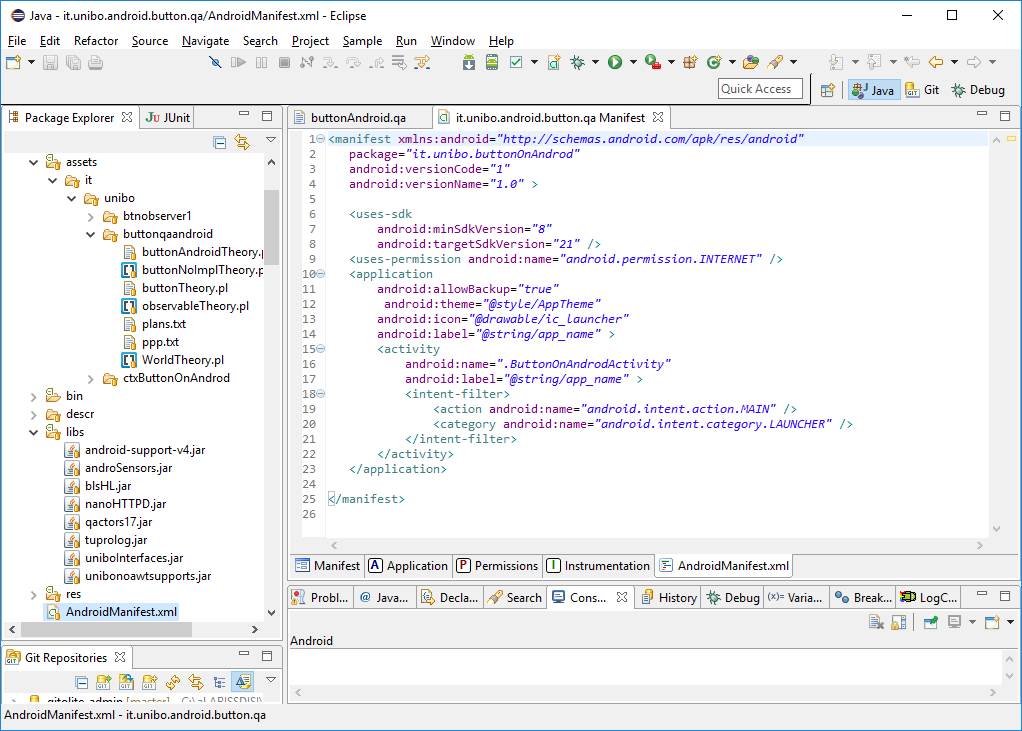 Java - it.unibo.android.button.qa/AndroidManifest.xml - Eclipse
File Edit Refactor Source Navigate Search Project Sample Run Window Help
Quick Access
Java Git Debug
Package Explorer
JUnit
assets
it
unibo
btnobserver1
buttonqaandroid
buttonAndroidTheory.
buttonNoImplTheory.p
buttonTheory.pl
observableTheory.pl
plans.txt
ppp.txt
WorldTheory.pl
ctxButtonOnAndrod
bin
descr
libs
android-support-v4.jar
androSensors.jar
blsHL.jar
nanoHTTPD.jar
qactors17.jar
tuprolog.jar
uniboInterfaces.jar
unibonoawtsupports.jar
res
AndroidManifest.xml
Git Repositories
gitolite-admin [master]
buttonAndroid.qa
it.unibo.android.button.qa Manifest
1 <manifest xmlns:android="http://schemas.android.com/apk/res/android"
2 package="it.unibo.buttonOnAndrod"
3 android:versionCode="1"
4 android:versionName="1.0" >
5
6 <uses-sdk
7 android:minSdkVersion="8"
8 android:targetSdkVersion="21" />
9 <uses-permission android:name="android.permission.INTERNET" />
10 <application
11 android:allowBackup="true"
12 android:theme="@style/AppTheme"
13 android:icon="@drawable/ic_launcher"
14 android:label="@string/app_name" >
15 <activity
16 android:name=".ButtonOnAndrodActivity"
17 android:label="@string/app_name" >
18 <intent-filter>
19 <action android:name="android.intent.action.MAIN" />
20 <category android:name="android.intent.category.LAUNCHER" />
21 </intent-filter>
22 </activity>
23 </application>
24
25 </manifest>
26
Manifest Application Permissions Instrumentation AndroidManifest.xml
Probl... Java... Decla... Search Cons... History Debug Varia... Break... LogC...
Android
AndroidManifest.xml - it.unibo.android.button.qa